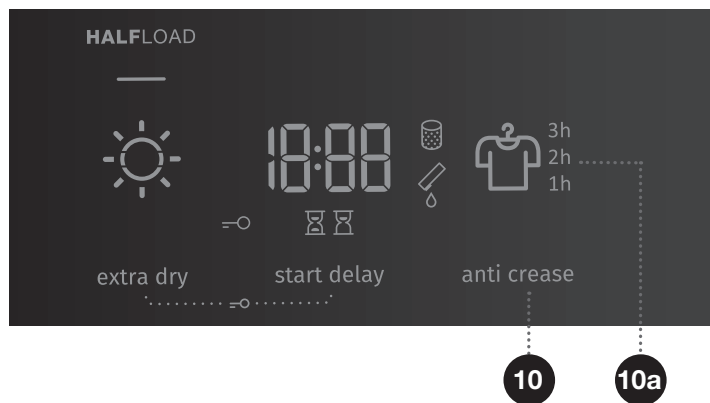 HALFLOAD
18:88
3h
2h
1h
extra dry
start delay
anti crease
10
10a